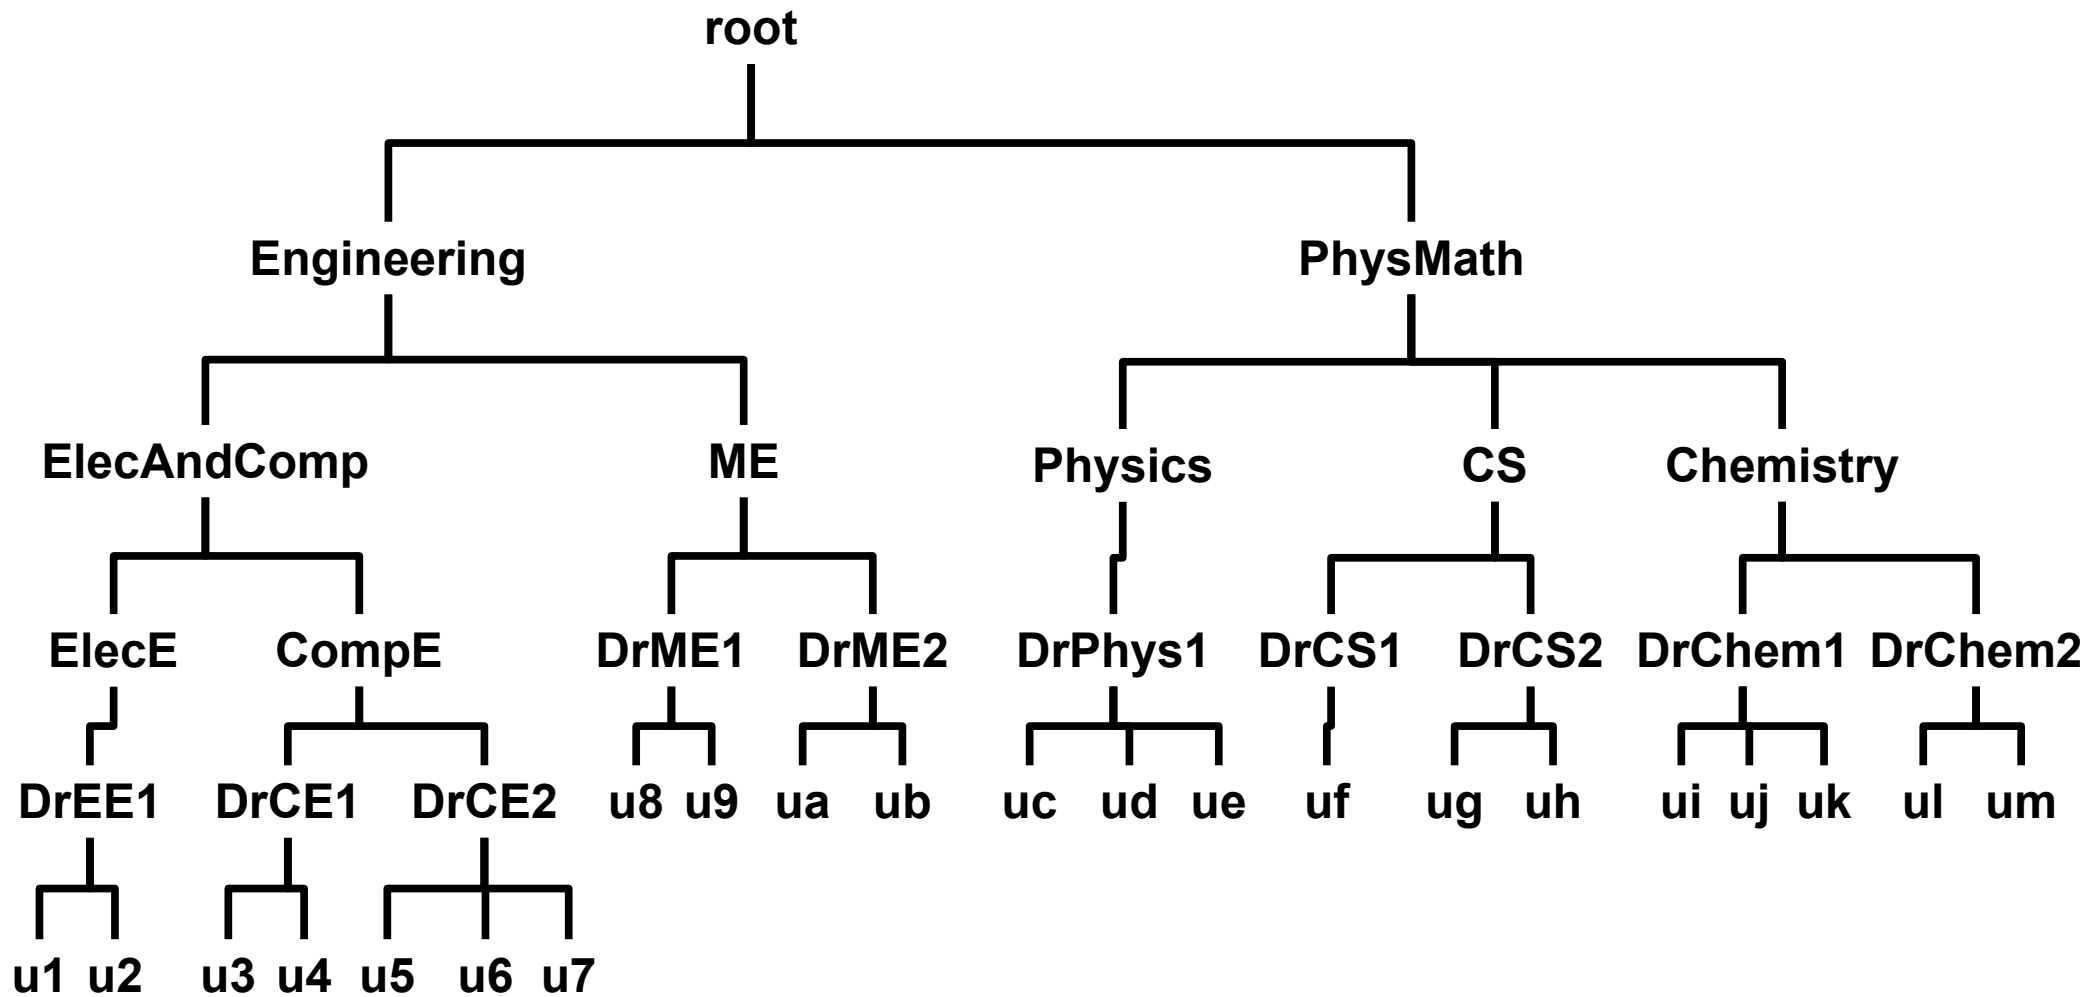 root
Engineering PhysMath
ElecAndComp ME Physics CS Chemistry
ElecE CompE DrME1 DrME2 DrPhys1 DrCS1 DrCS2 DrChem1 DrChem2
DrEE1 DrCE1 DrCE2 u8 u9 ua ub uc ud ue uf ug uh ui uj uk ul um
u1 u2 u3 u4 u5 u6 u7